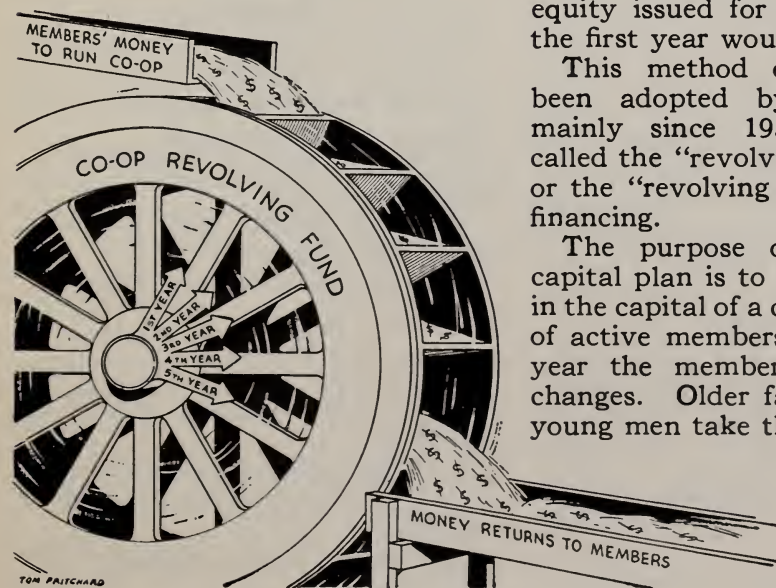 MEMBERS' MONEY
TO RUN CO-OP
CO-OP REVOLVING FUND
1ST YEAR
2ND YEAR
3RD YEAR
4TH YEAR
5TH YEAR
MONEY RETURNS TO MEMBERS
TOM PRITCHARD
equity issued for
the first year wou
This method
been adopted by
mainly since 19
called the "revolv
or the "revolving
financing.
The purpose
capital plan is to
in the capital of a
of active members
year the member
changes. Older fa
young men take th